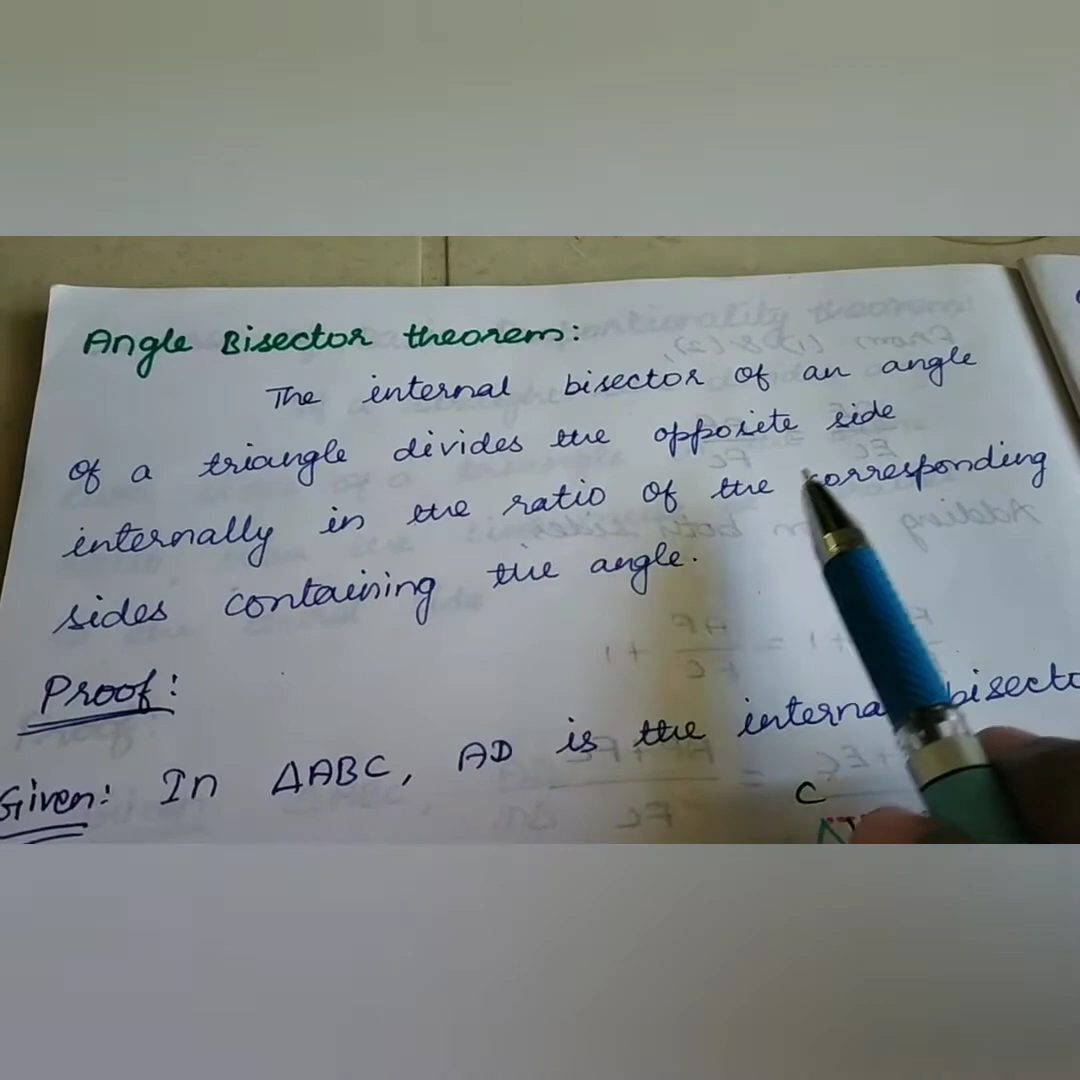 Angle Bisector theorem:
The internal bisector of an angle
of a triangle divides the opposite side
internally in the ratio of the corresponding
sides containing the angle.
Proof:
Given: In ΔABC, AD is the internal bisecto
C